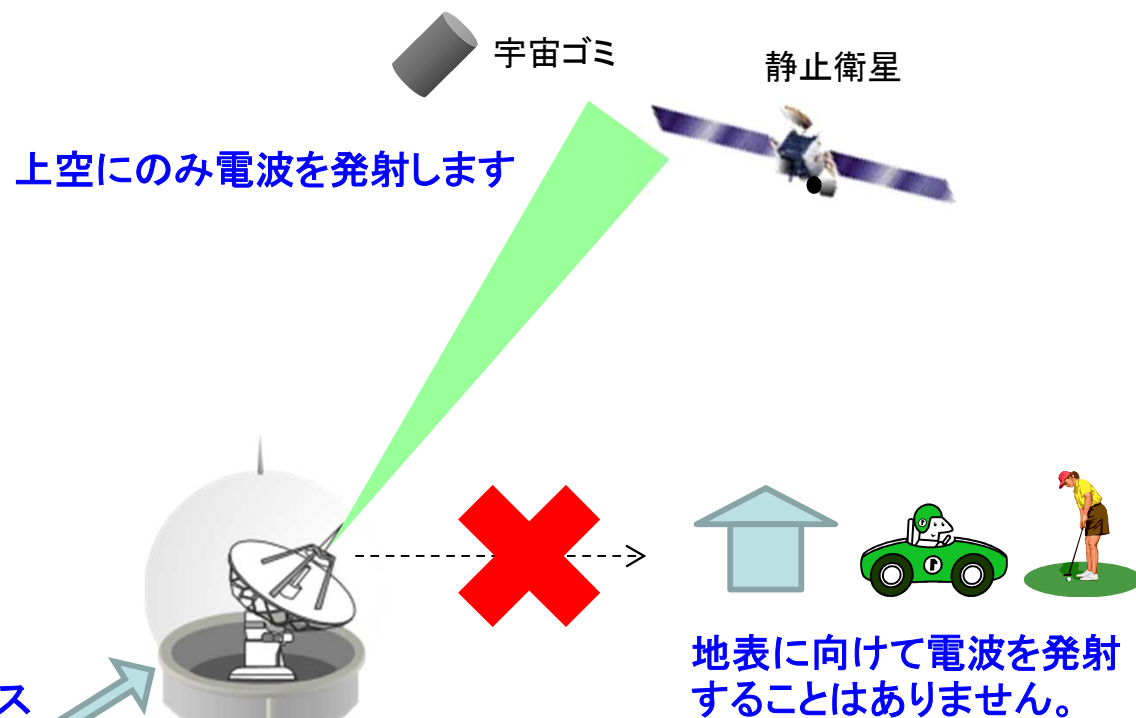 宇宙ゴミ
静止衛星
上空にのみ電波を発射します
地表に向けて電波を発射
することはありません。
ス